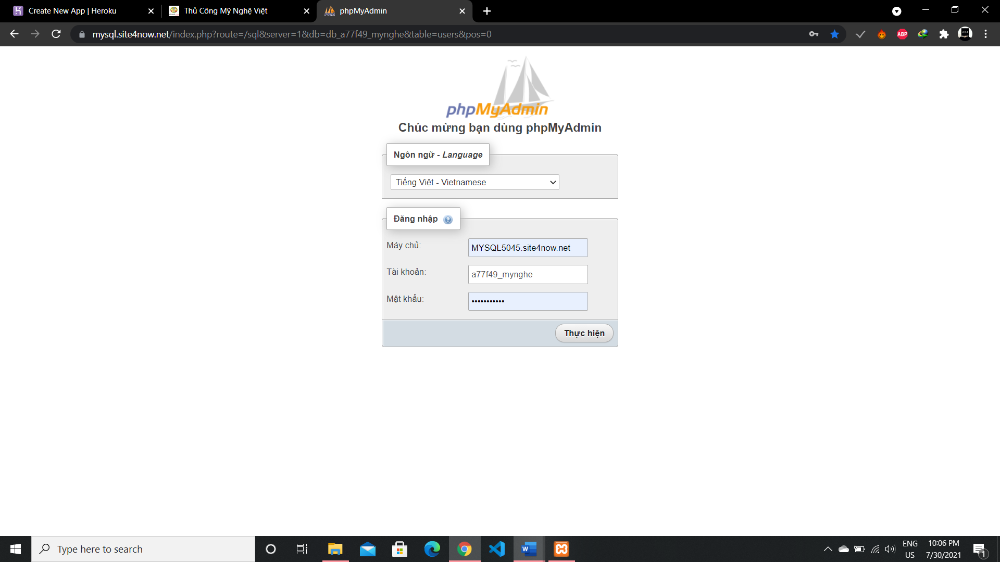 Create New App | Heroku
Thủ Công Mỹ Nghệ Việt
phpMyAdmin
mysql.site4now.net/index.php?route=/sql&server=1&db=db_a77f49_mynghe&table=users&pos=0
ABP
phpMyAdmin
Chúc mừng bạn dùng phpMyAdmin
Ngôn ngữ - Language
Tiếng Việt - Vietnamese
Đăng nhập
Máy chủ: MYSQL5045.site4now.net
Tài khoản: a77f49_mynghe
Mật khẩu: •••••••••••
Thực hiện
Type here to search
ENG
US
10:06 PM
7/30/2021
1